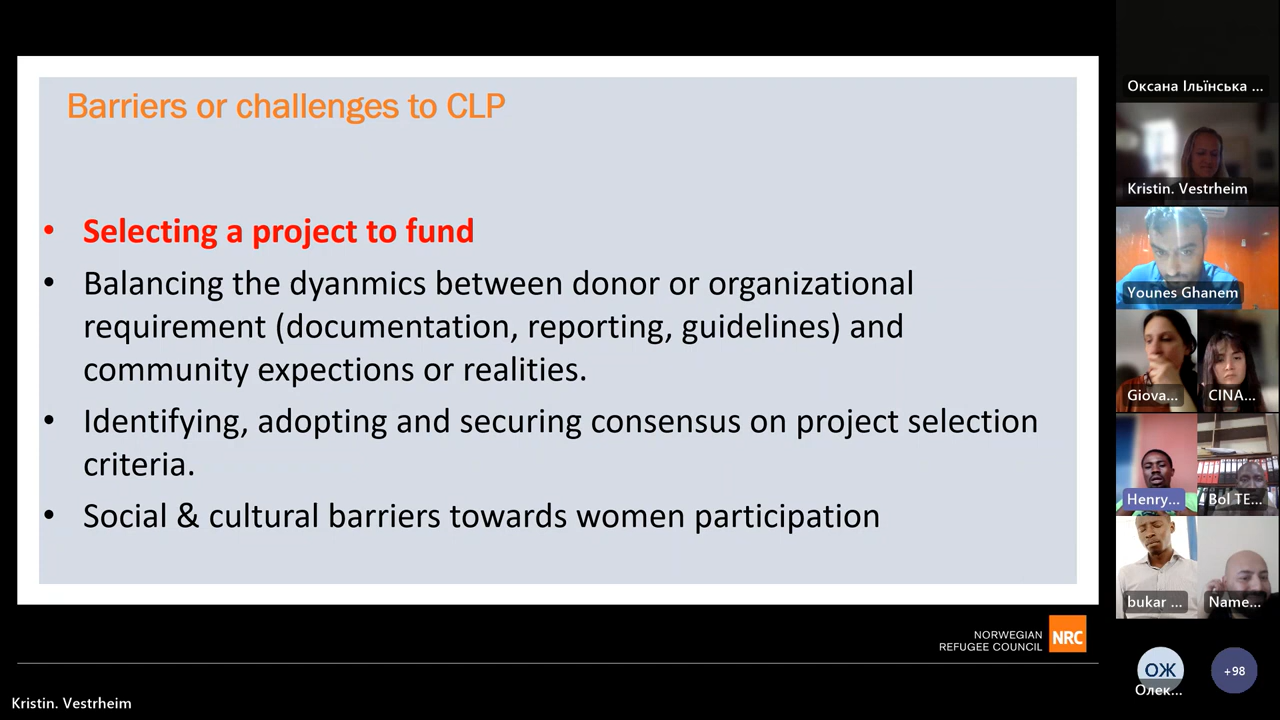 Barriers or challenges to CLP
• Selecting a project to fund
• Balancing the dyanmics between donor or organizational
requirement (documentation, reporting, guidelines) and
community expections or realities.
• Identifying, adopting and securing consensus on project selection
criteria.
• Social & cultural barriers towards women participation
NORWEGIAN
REFUGEE COUNCIL
NRC
Kristin. Vestrheim
Оксана Ільїнська ...
Kristin. Vestrheim
Younes Ghanem
Giova...
CINA...
Henry...
Bol TE...
bukar ...
Name...
ОЖ
Олек...
+98